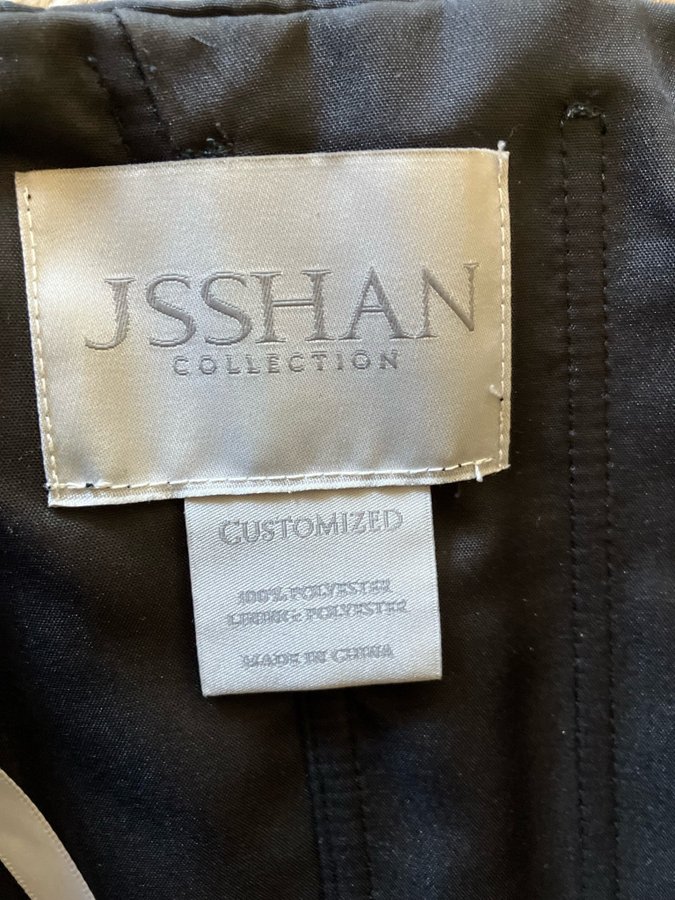 JSSHAN
COLLECTION
CUSTOMIZED
100% POLYESTER
LINING: POLYESTER
MADE IN CHINA